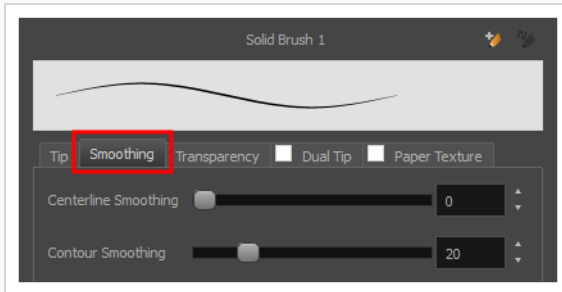 Solid Brush 1
Tip Smoothing Transparency Dual Tip Paper Texture
Centerline Smoothing 0
Contour Smoothing 20